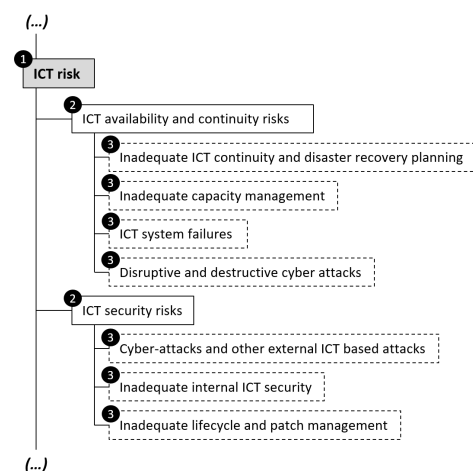 (...)
1
ICT risk
2
ICT availability and continuity risks
3
Inadequate ICT continuity and disaster recovery planning
3
Inadequate capacity management
3
ICT system failures
3
Disruptive and destructive cyber attacks
2
ICT security risks
3
Cyber-attacks and other external ICT based attacks
3
Inadequate internal ICT security
3
Inadequate lifecycle and patch management
(...)